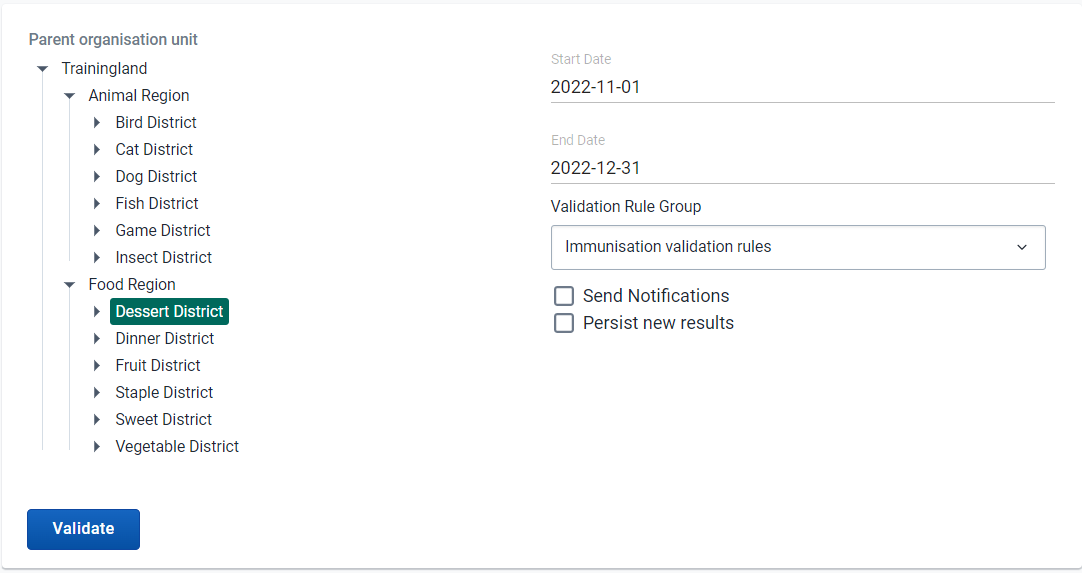 Parent organisation unit
Trainingland
Animal Region
Bird District
Cat District
Dog District
Fish District
Game District
Insect District
Food Region
Dessert District
Dinner District
Fruit District
Staple District
Sweet District
Vegetable District
Start Date
2022-11-01
End Date
2022-12-31
Validation Rule Group
Immunisation validation rules
Send Notifications
Persist new results
Validate